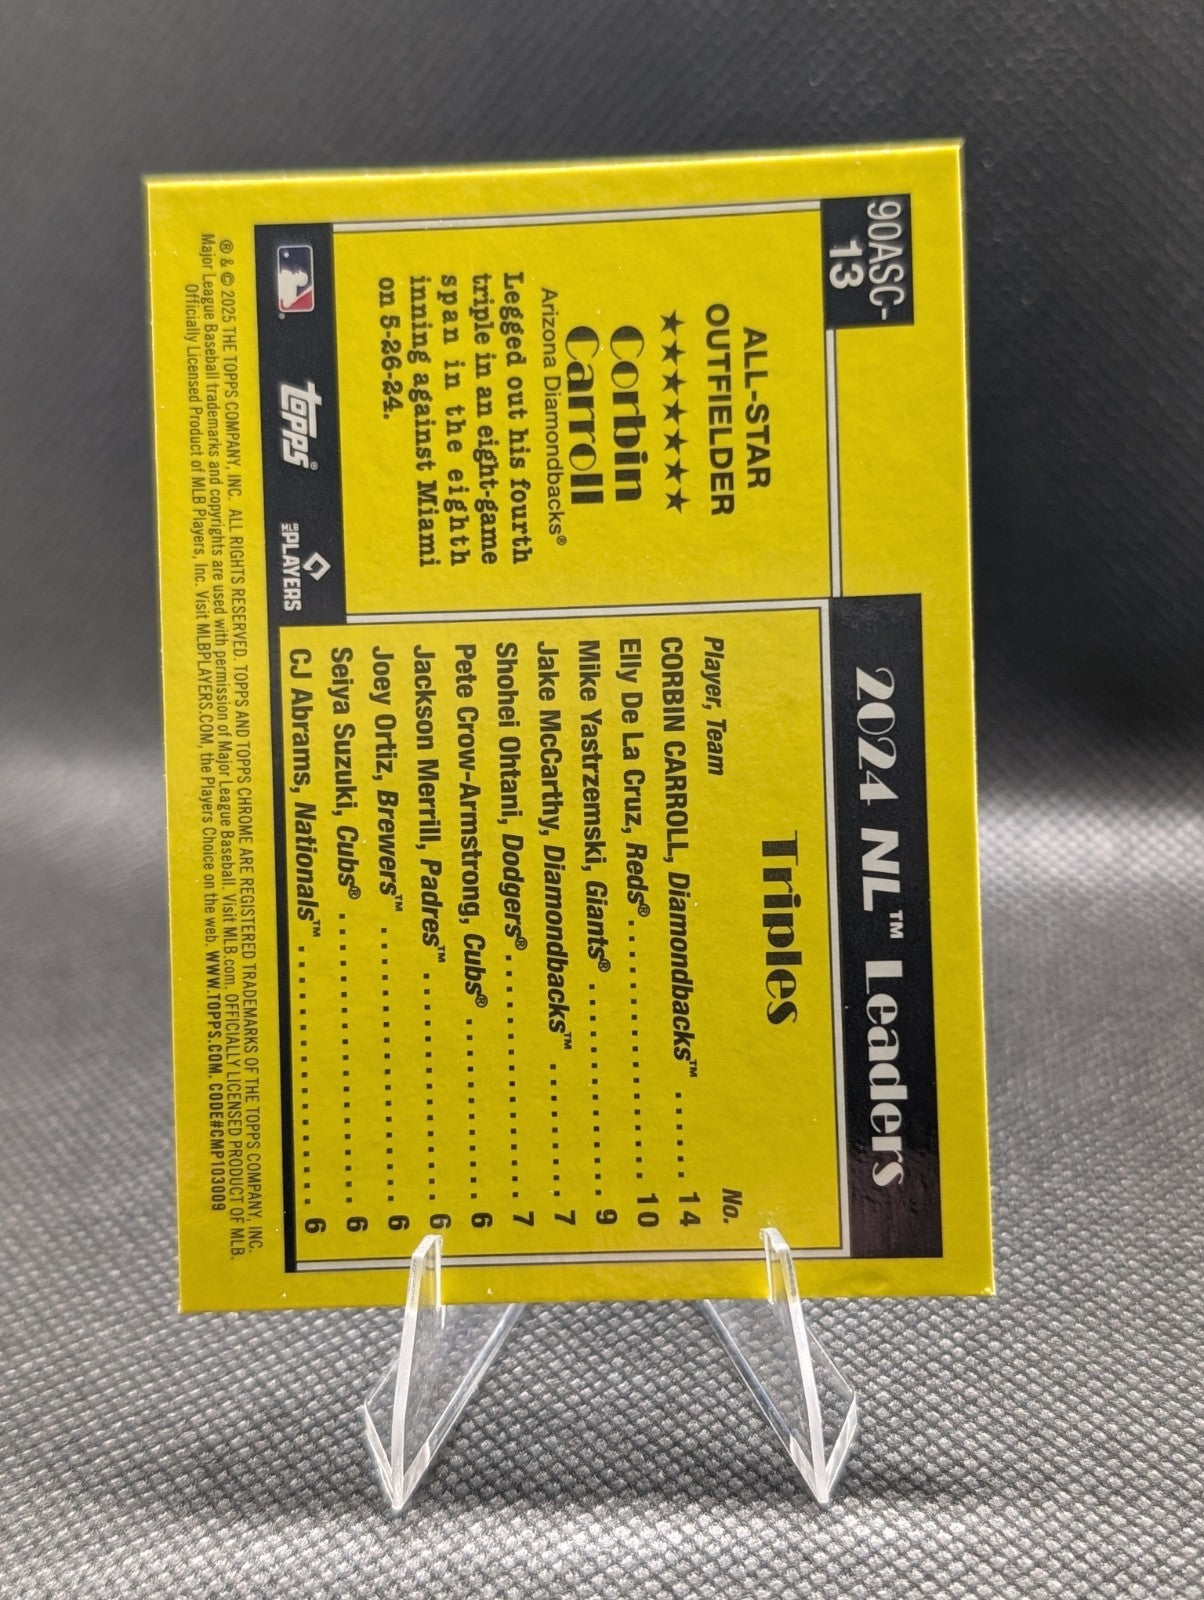 90ASC-
13
ALL-STAR
OUTFIELDER
★★★★★★★
Corbin
Carroll
Arizona Diamondbacks®
Legged out his fourth
triple in an eight-game
span in the eighth
inning against Miami
on 5-26-24.
topps®
MLB PLAYERS
2024 NL™ Leaders
Triples
Player, Team No.
CORBIN CARROLL, Diamondbacks™ ...... 14
Elly De La Cruz, Reds® .................. 10
Mike Yastrzemski, Giants® ............... 9
Jake McCarthy, Diamondbacks™ ......... 7
Shohei Ohtani, Dodgers® ................. 7
Pete Crow-Armstrong, Cubs® ............ 6
Jackson Merrill, Padres™ ................ 6
Joey Ortiz, Brewers™ .................... 6
Seiya Suzuki, Cubs® ..................... 6
CJ Abrams, Nationals™ .................. 6
® & © 2025 THE TOPPS COMPANY, INC. ALL RIGHTS RESERVED. TOPPS AND TOPPS CHROME ARE REGISTERED TRADEMARKS OF THE TOPPS COMPANY, INC.
Major League Baseball trademarks and copyrights are used with permission of Major League Baseball. Visit MLB.com. OFFICIALLY LICENSED PRODUCT OF MLB.
Officially Licensed Product of MLB Players, Inc. Visit MLBPLAYERS.COM, the Players Choice on the web. WWW.TOPPS.COM. CODE#CMP103009